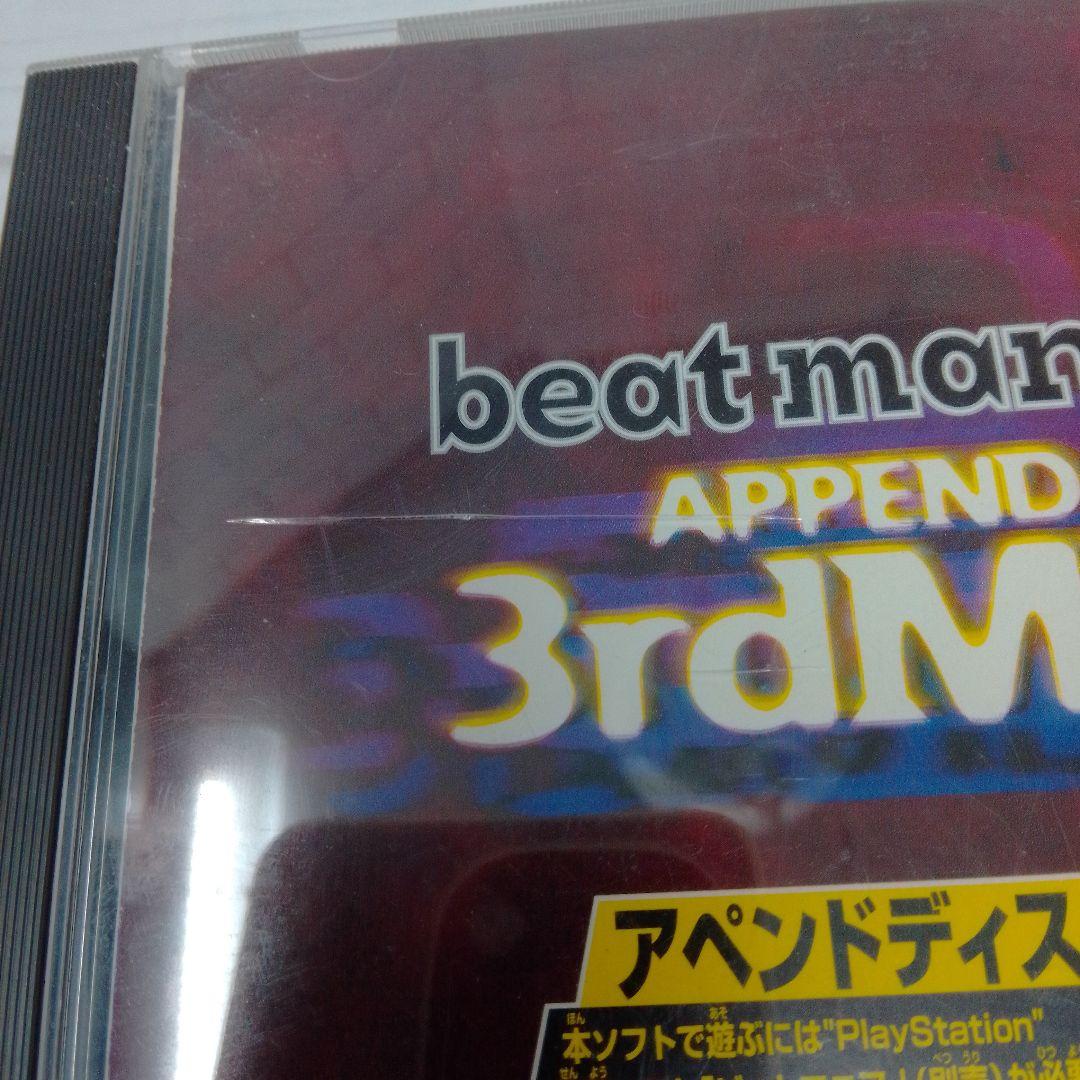 beat man
APPEND
3rdM
アペンドディス
本ソフトで遊ぶには"PlayStation"